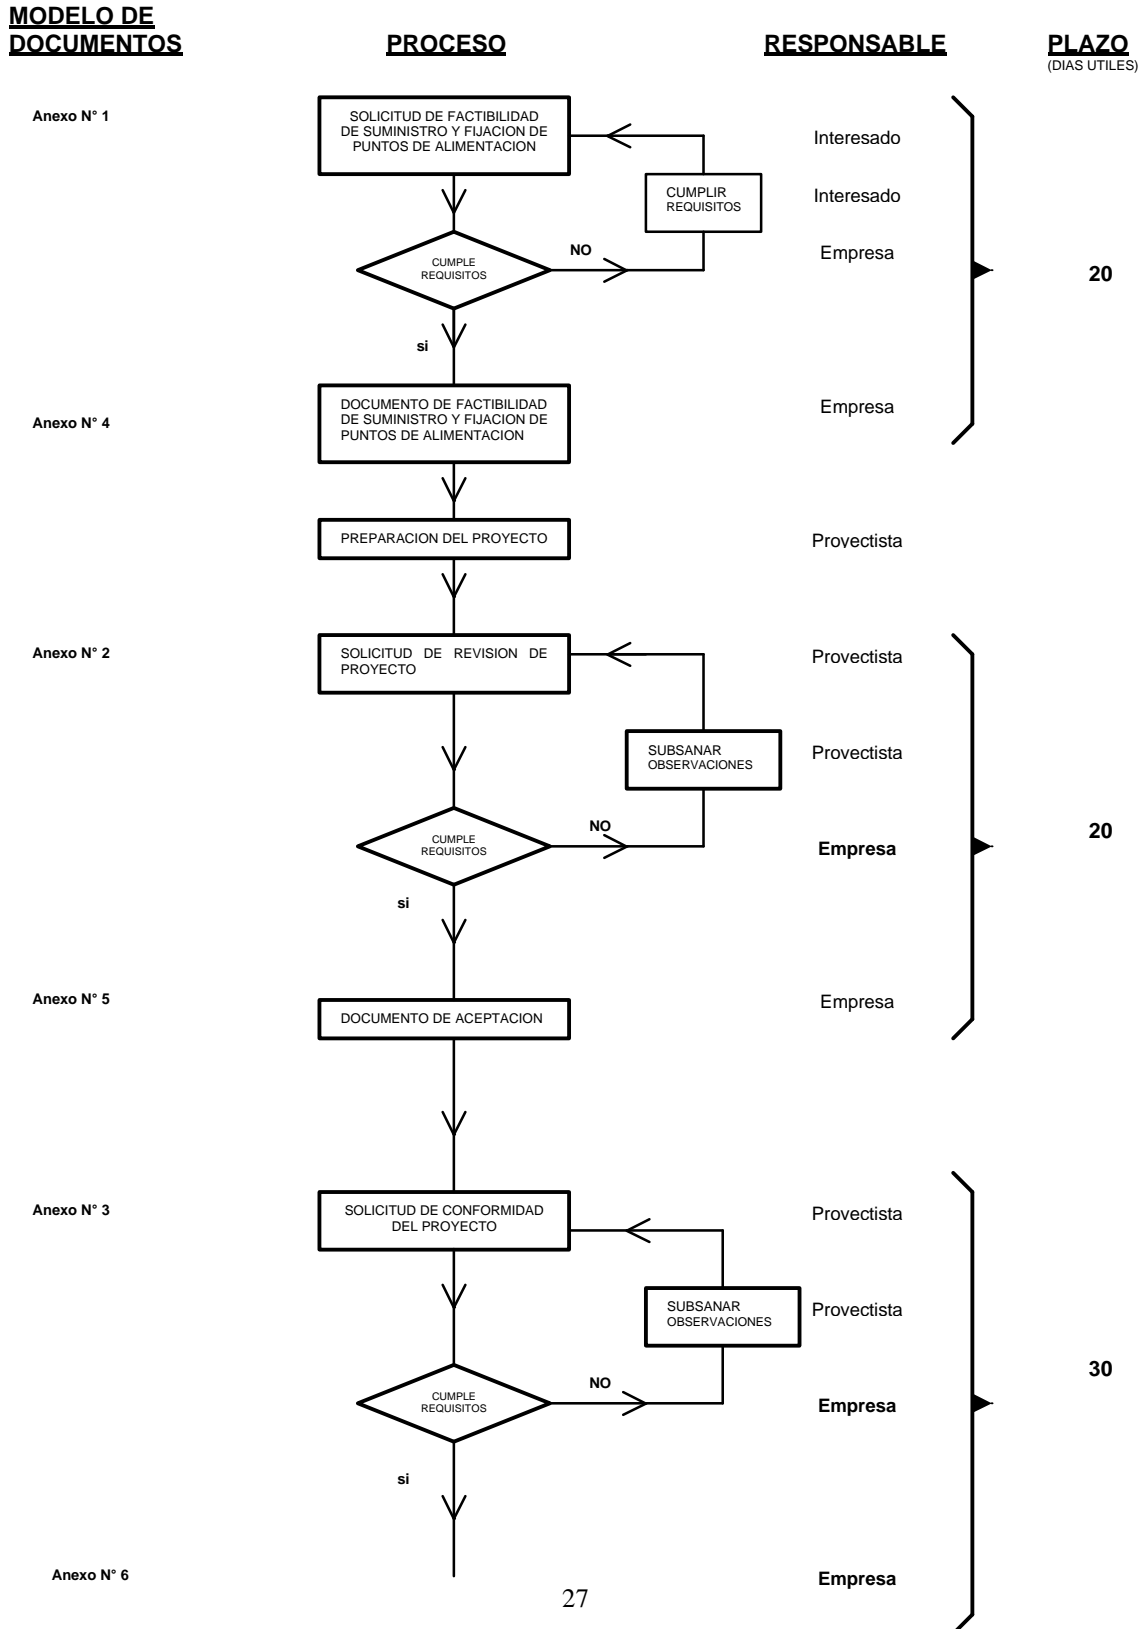 MODELO DE
DOCUMENTOS
PROCESO
RESPONSABLE
PLAZO
(DIAS UTILES)
Anexo N° 1
SOLICITUD DE FACTIBILIDAD
DE SUMINISTRO Y FIJACION DE
PUNTOS DE ALIMENTACION
Interesado
CUMPLIR
REQUISITOS
Interesado
CUMPLE
REQUISITOS
NO
Empresa
20
si
Anexo N° 4
DOCUMENTO DE FACTIBILIDAD
DE SUMINISTRO Y FIJACION DE
PUNTOS DE ALIMENTACION
Empresa
PREPARACION DEL PROYECTO
Proyectista
Anexo N° 2
SOLICITUD DE REVISION DE
PROYECTO
Proyectista
SUBSANAR
OBSERVACIONES
Proyectista
CUMPLE
REQUISITOS
NO
Empresa
20
si
Anexo N° 5
DOCUMENTO DE ACEPTACION
Empresa
Anexo N° 3
SOLICITUD DE CONFORMIDAD
DEL PROYECTO
Proyectista
SUBSANAR
OBSERVACIONES
Proyectista
CUMPLE
REQUISITOS
NO
Empresa
30
si
Anexo N° 6
Empresa
27